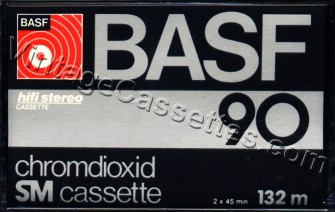 BASF
BASF
hifi stereo
CASSETTE
90
chromdioxid
SM cassette
2 x 45 min
132 m
VintageCassettes.com